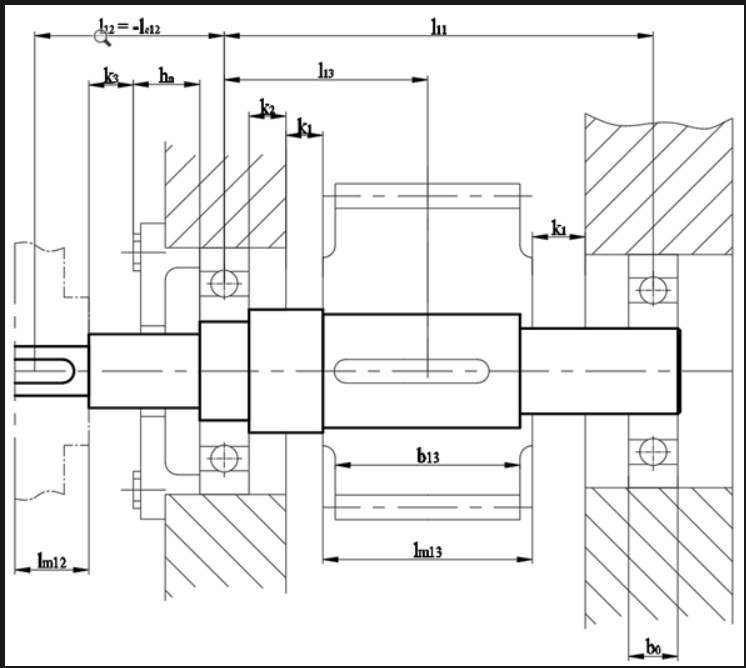 l12 = -lc12
l11
l13
k3
hn
k2
k1
k1
b13
lm12
lm13
b0